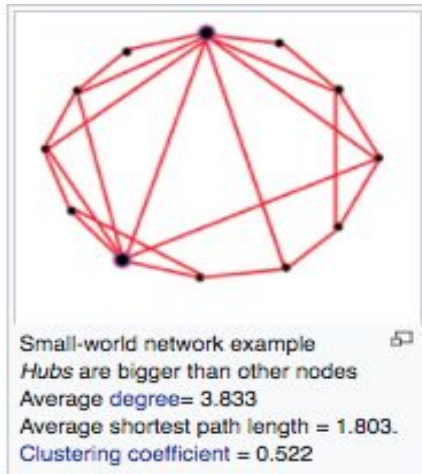 Small-world network example
Hubs are bigger than other nodes
Average degree= 3.833
Average shortest path length = 1.803.
Clustering coefficient = 0.522